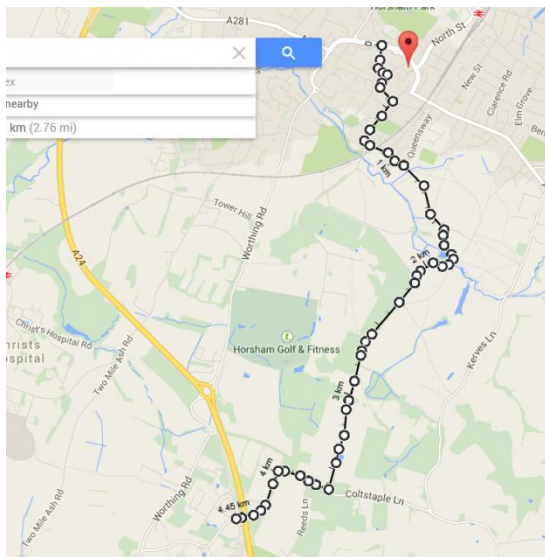 Horsham Park
A281
North St
ex
nearby
km (2.76 mi)
0
New St
Clarence Rd
Elm Grove
Queensway
1 km
Tower Hill
Worthing Rd
A24
2 km
Christ's Hospital Rd
hrists
ospital
Two Mile Ash Rd
Horsham Golf & Fitness
Kerves Ln
3 km
4 km
Worthing Rd
4.45 km
Coltstaple Ln
Reeds Ln
Two Mile Ash Rd